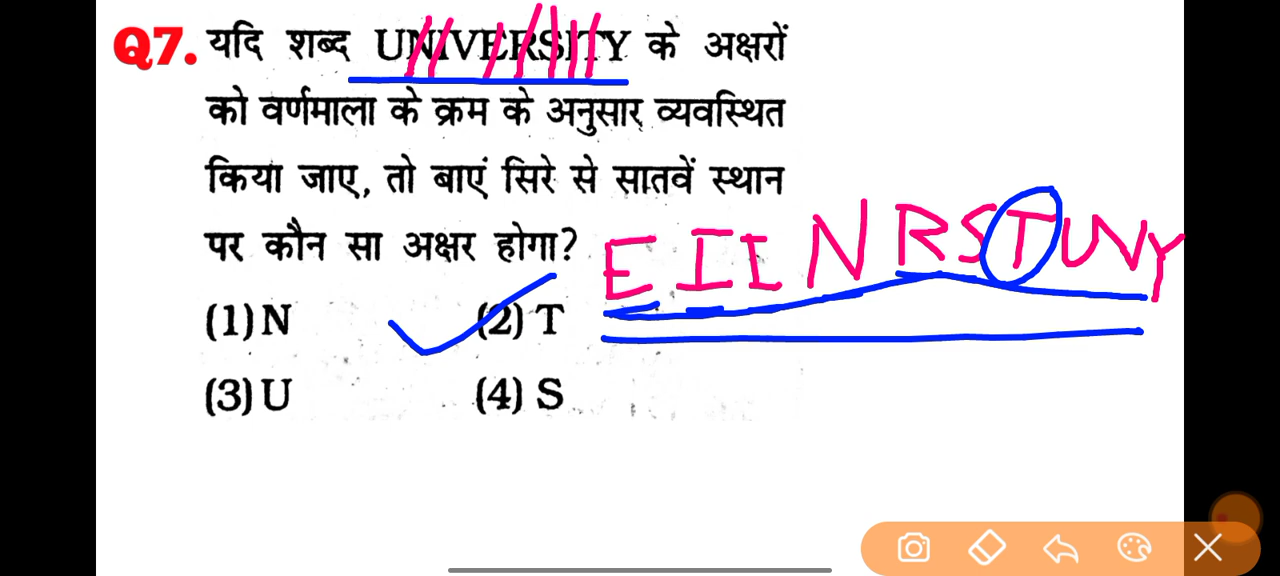 Q7. यदि शब्द UNIVERSITY के अक्षरों
को वर्णमाला के क्रम के अनुसार व्यवस्थित
किया जाए, तो बाएं सिरे से सातवें स्थान
पर कौन सा अक्षर होगा?
E I I N R S T U V Y
(1) N (2) T
(3) U (4) S